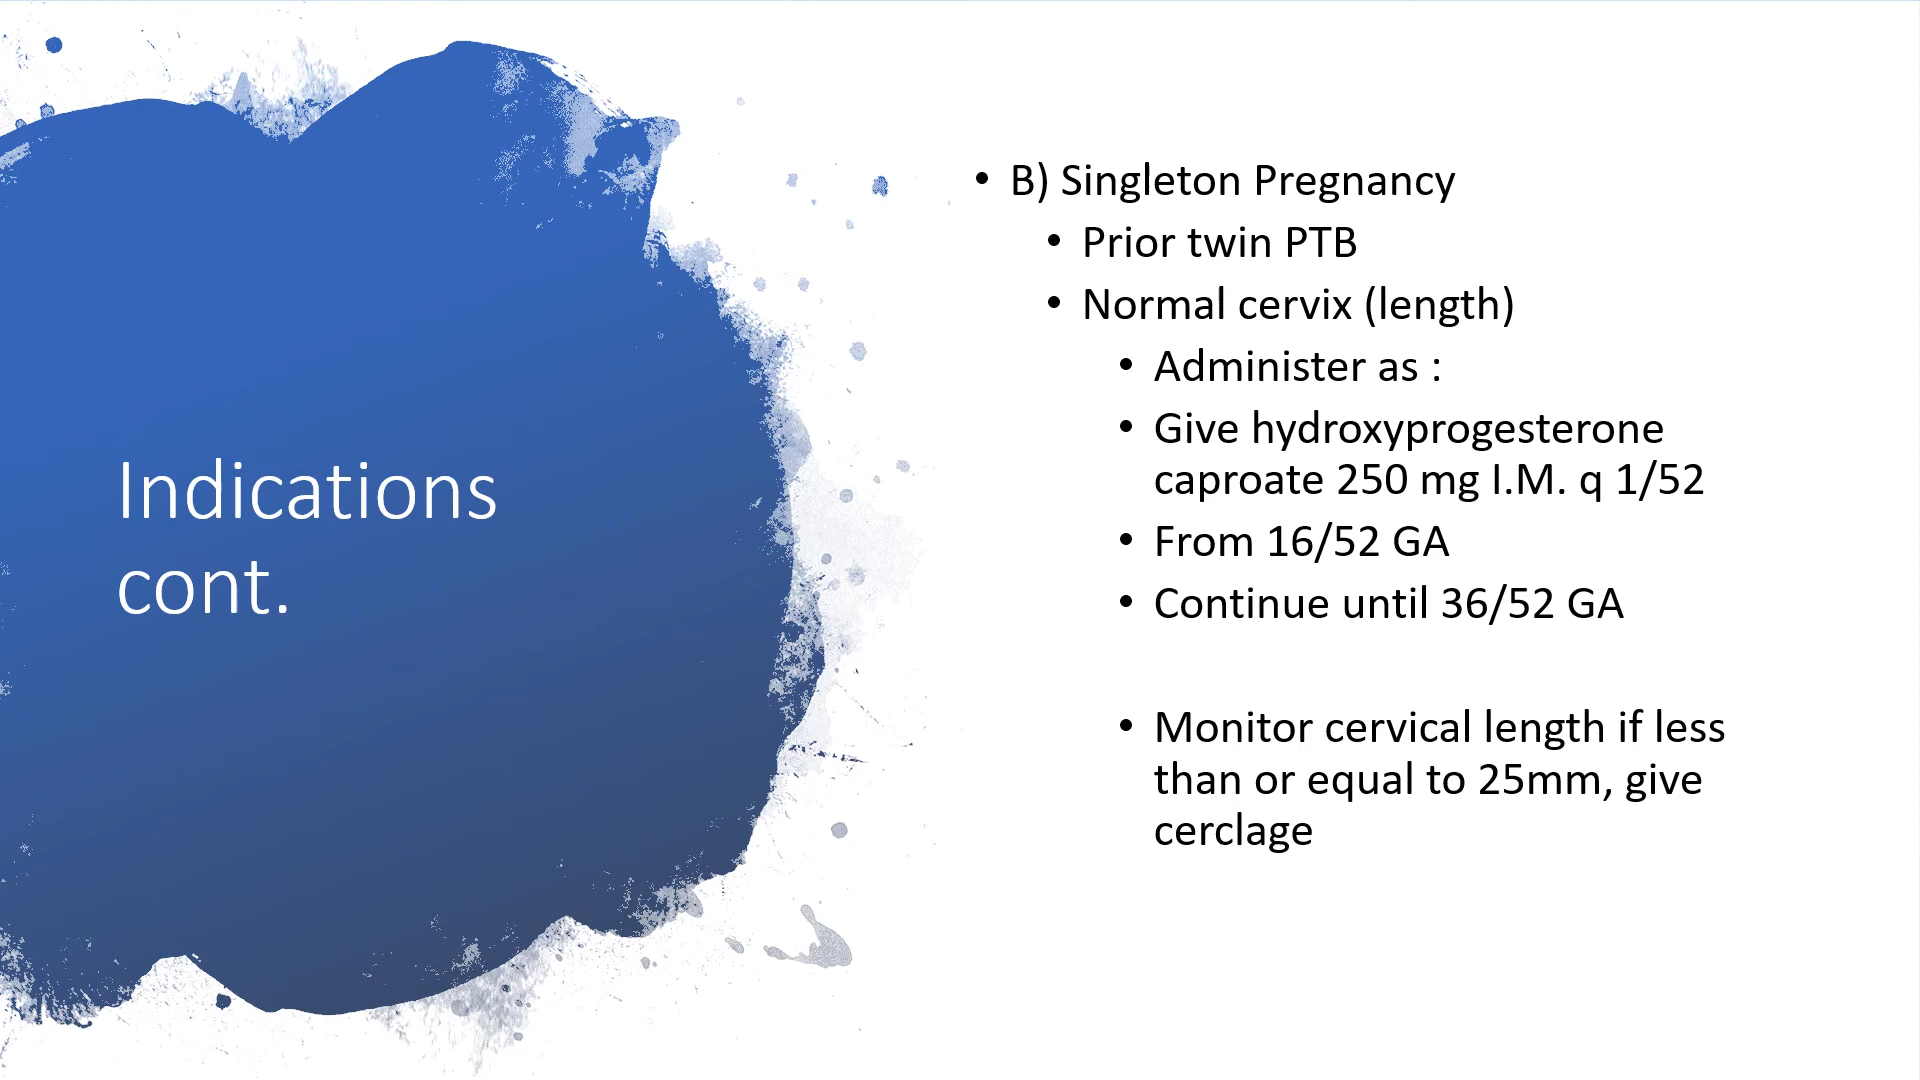 Indications
cont.
• B) Singleton Pregnancy
• Prior twin PTB
• Normal cervix (length)
• Administer as :
• Give hydroxyprogesterone
caproate 250 mg I.M. q 1/52
• From 16/52 GA
• Continue until 36/52 GA
• Monitor cervical length if less
than or equal to 25mm, give
cerclage